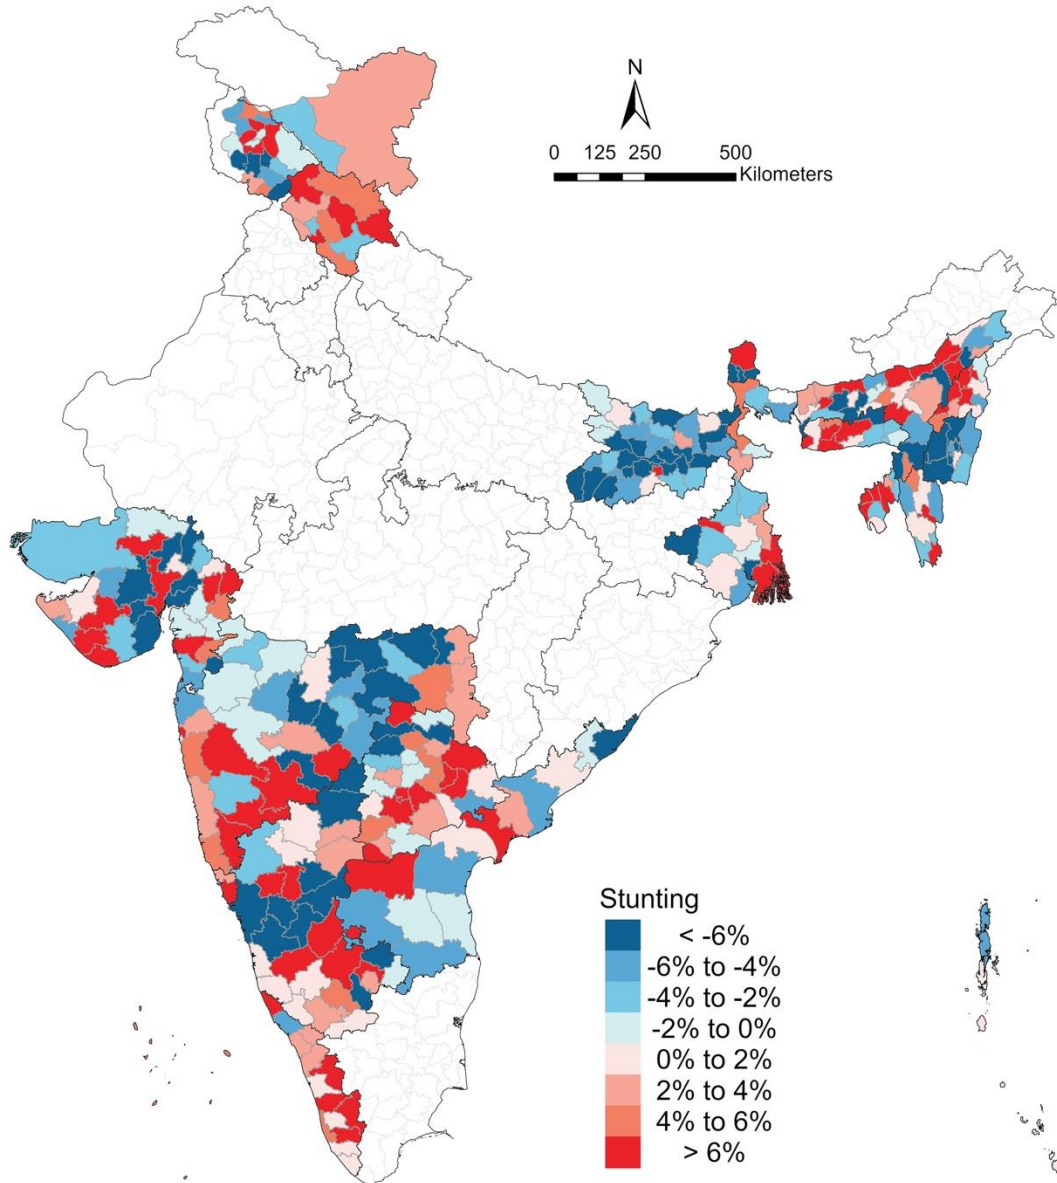 N
0 125 250 500
Kilometers
Stunting
< -6%
-6% to -4%
-4% to -2%
-2% to 0%
0% to 2%
2% to 4%
4% to 6%
> 6%